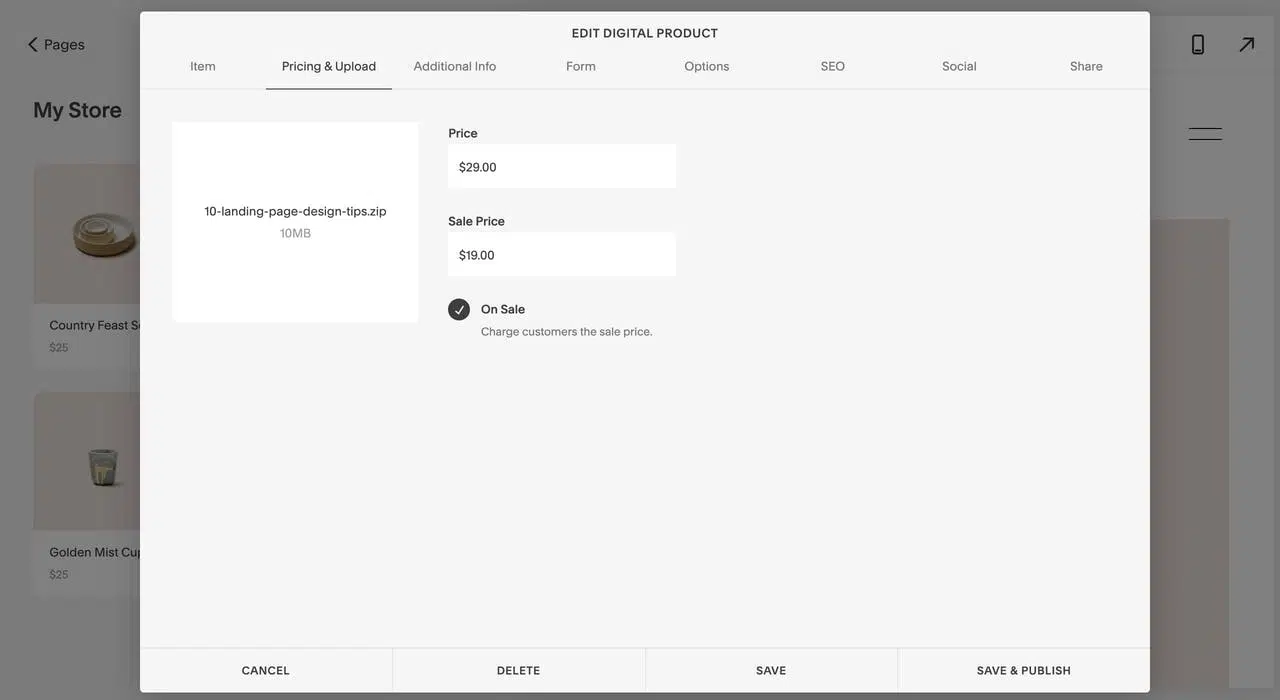 EDIT DIGITAL PRODUCT
Pages
Item Pricing & Upload Additional Info Form Options SEO Social Share
My Store
Price
$29.00
10-landing-page-design-tips.zip
10MB
Sale Price
$19.00
On Sale
Charge customers the sale price.
Country Feast
$25
Golden Mist Cup
$25
CANCEL DELETE SAVE SAVE & PUBLISH